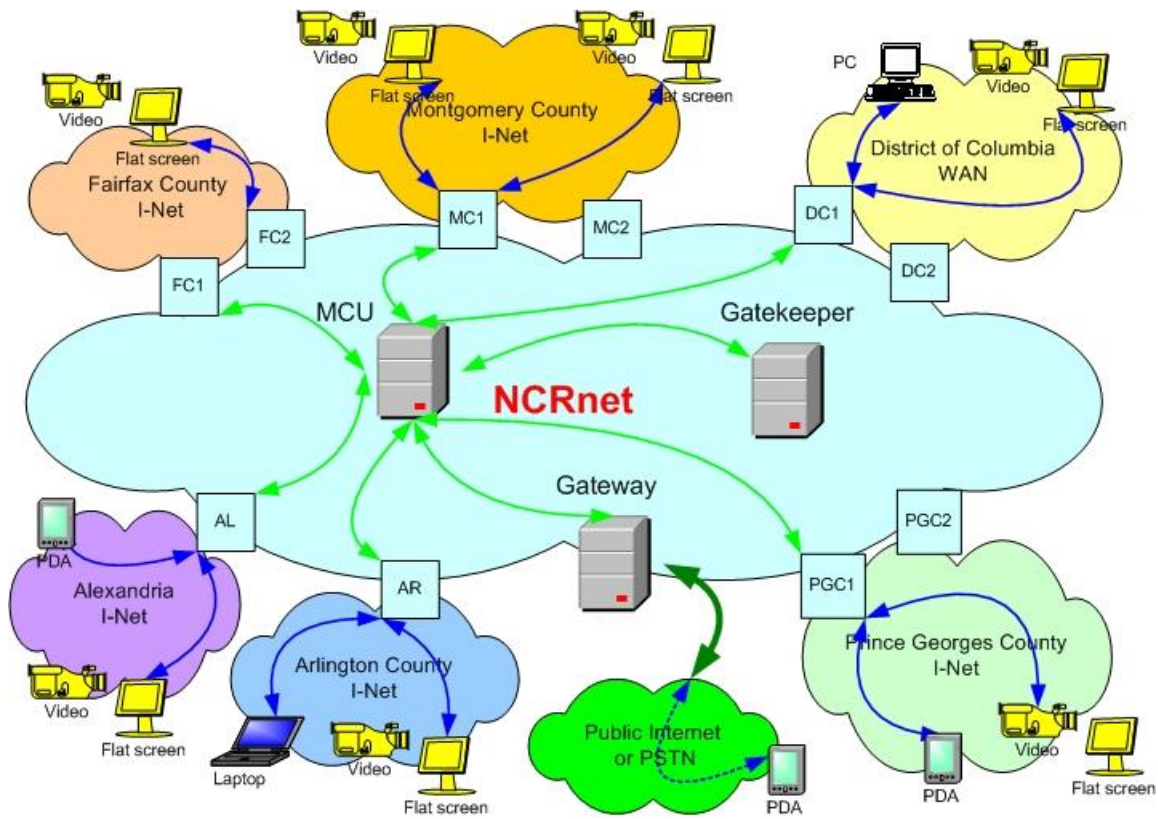 Video
Flat screen
Video
Flat screen
Montgomery County
I-Net
PC
Video
Flat screen
District of Columbia
WAN
Video
Flat screen
Fairfax County
I-Net
FC2
FC1
MC1
MC2
DC1
DC2
MCU
Gatekeeper
NCRnet
Gateway
AL
AR
PGC2
PGC1
PDA
Alexandria
I-Net
Video
Flat screen
Arlington County
I-Net
Laptop
Video
Flat screen
Public Internet
or PSTN
PDA
Prince Georges County
I-Net
PDA
Video
Flat screen